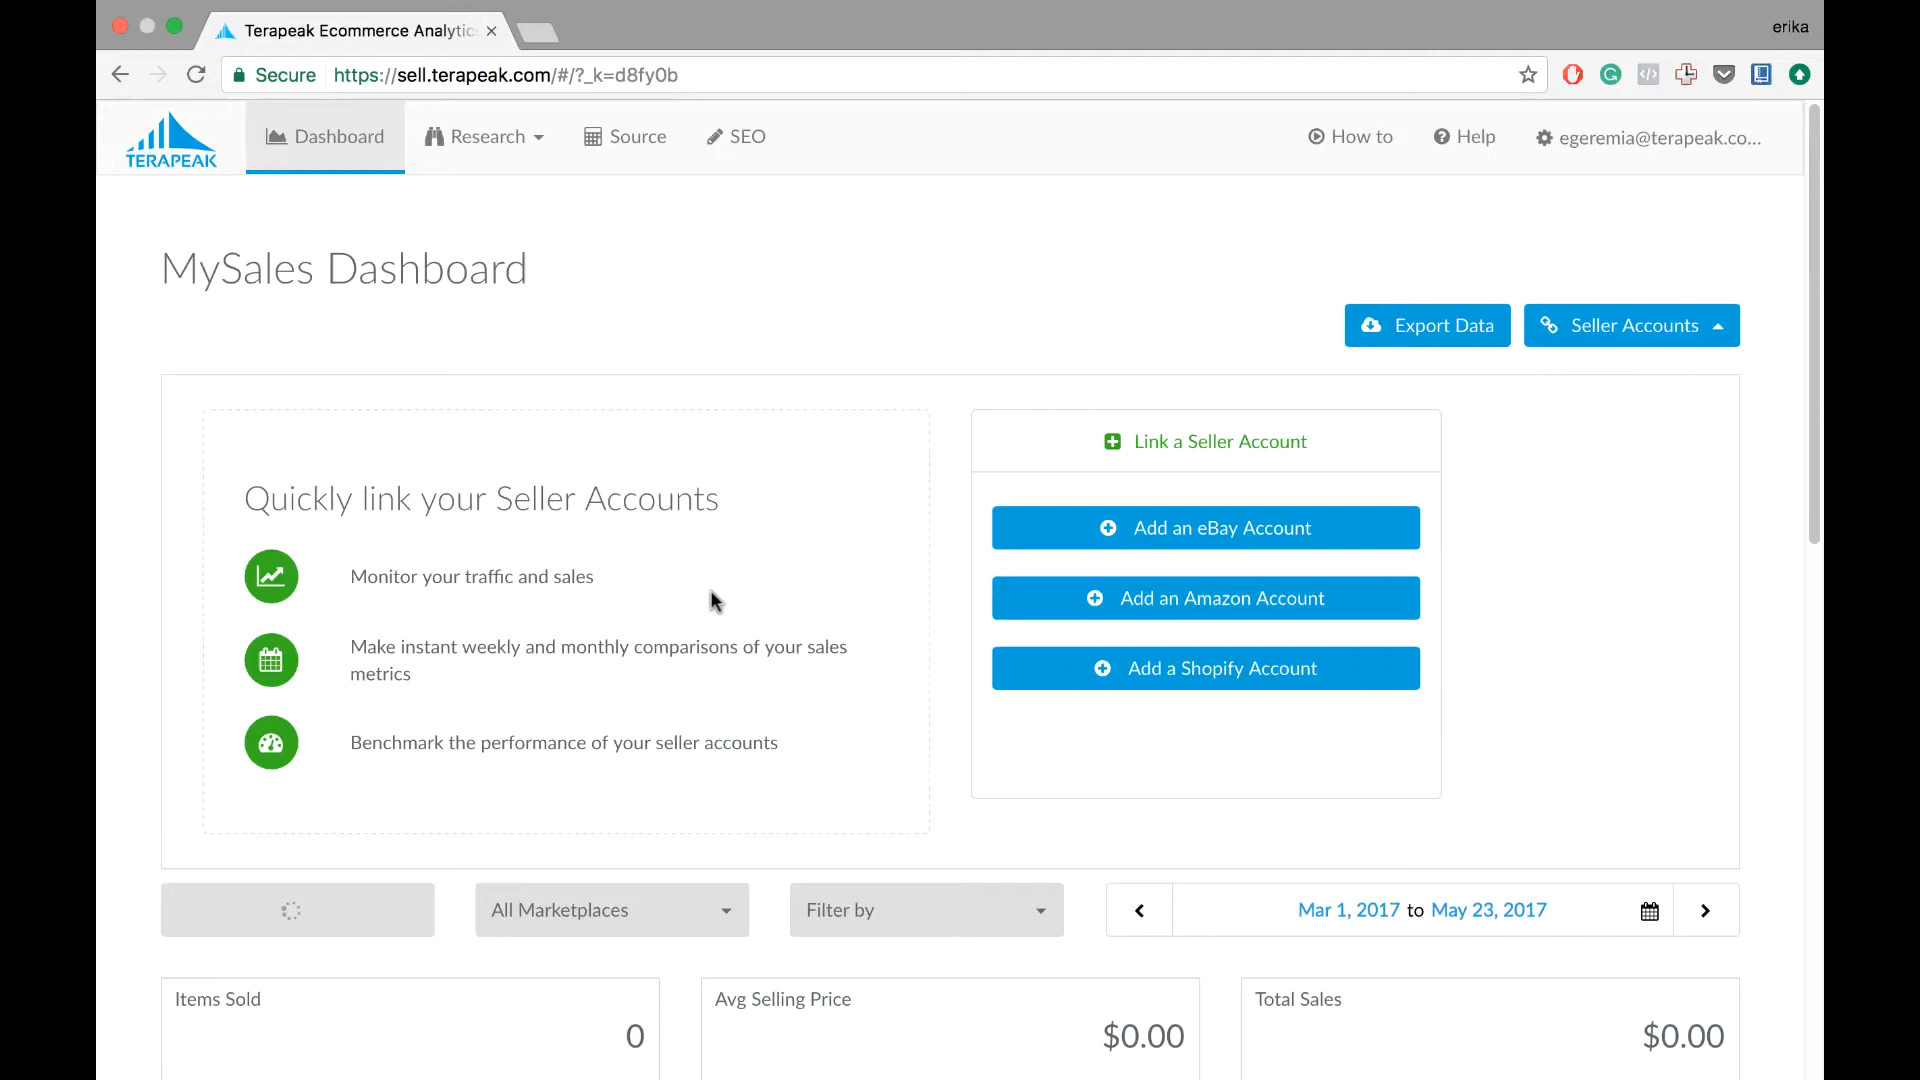 Terapeak Ecommerce Analytic
erika
Secure https://sell.terapeak.com/#/?_k=d8fy0b
TERAPEAK
Dashboard
Research
Source
SEO
How to
Help
egeremia@terapeak.co...
MySales Dashboard
Export Data
Seller Accounts
Quickly link your Seller Accounts
Monitor your traffic and sales
Make instant weekly and monthly comparisons of your sales
metrics
Benchmark the performance of your seller accounts
Link a Seller Account
Add an eBay Account
Add an Amazon Account
Add a Shopify Account
All Marketplaces
Filter by
Mar 1, 2017 to May 23, 2017
Items Sold
0
Avg Selling Price
$0.00
Total Sales
$0.00